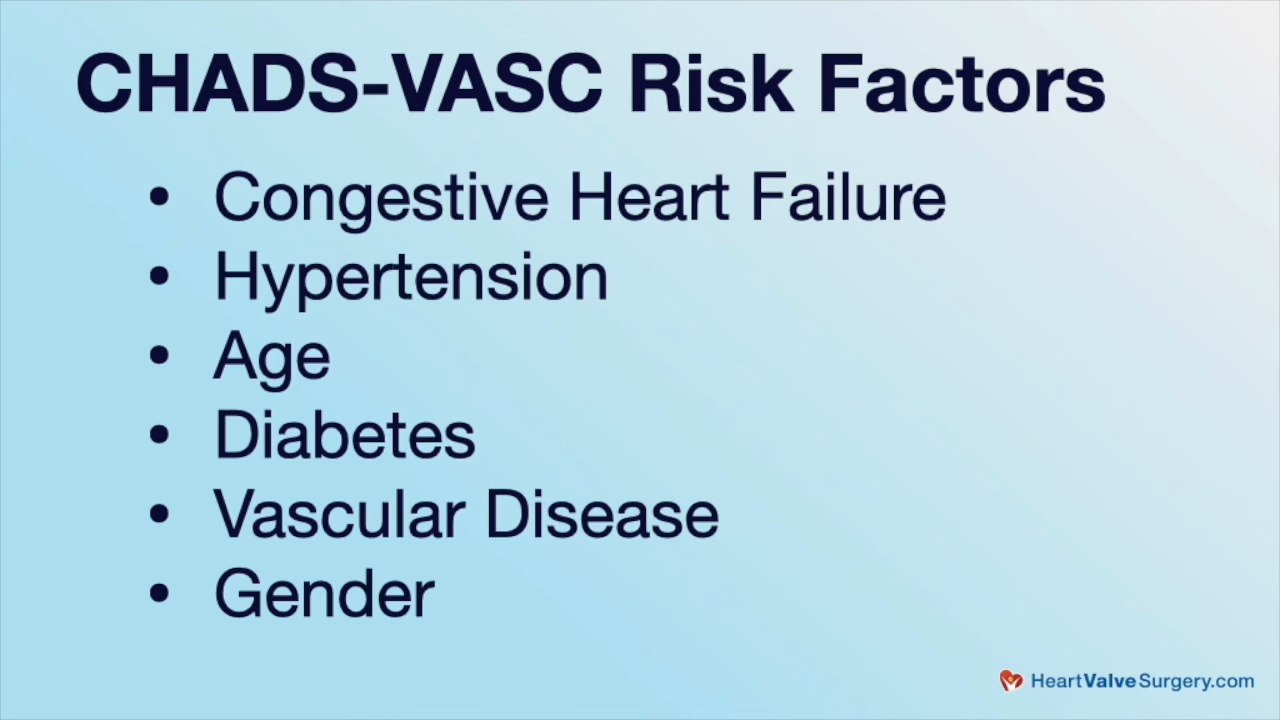 CHADS-VASC Risk Factors
• Congestive Heart Failure
• Hypertension
• Age
• Diabetes
• Vascular Disease
• Gender
HeartValveSurgery.com